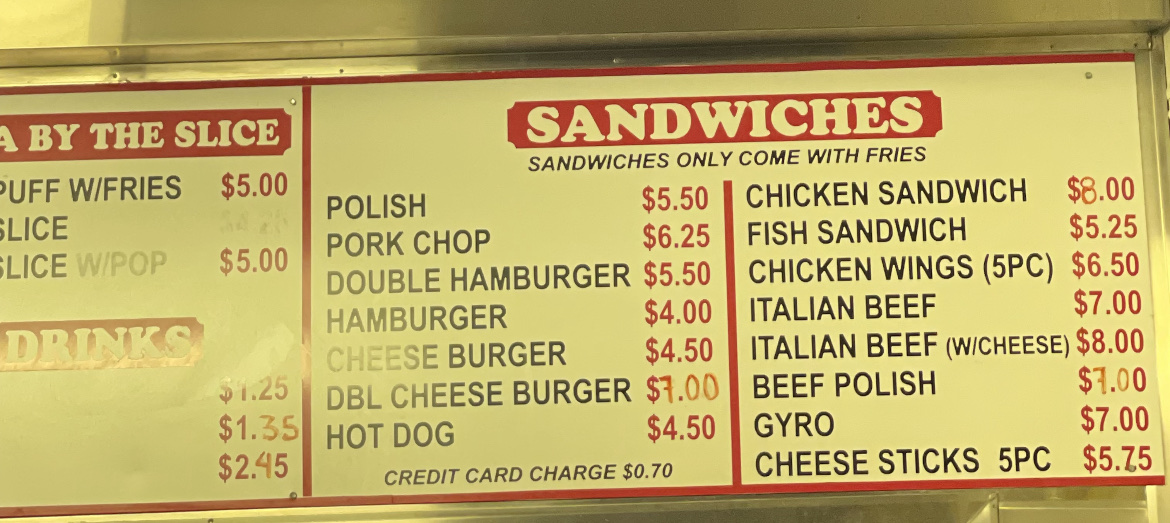 A BY THE SLICE
PUFF W/FRIES $5.00
SLICE
SLICE W/POP $5.00
DRINKS
$1.25
$1.35
$2.45
SANDWICHES
SANDWICHES ONLY COME WITH FRIES
POLISH $5.50
PORK CHOP $6.25
DOUBLE HAMBURGER $5.50
HAMBURGER $4.00
CHEESE BURGER $4.50
DBL CHEESE BURGER $7.00
HOT DOG $4.50
CREDIT CARD CHARGE $0.70
CHICKEN SANDWICH $8.00
FISH SANDWICH $5.25
CHICKEN WINGS (5PC) $6.50
ITALIAN BEEF $7.00
ITALIAN BEEF (W/CHEESE) $8.00
BEEF POLISH $7.00
GYRO $7.00
CHEESE STICKS 5PC $5.75